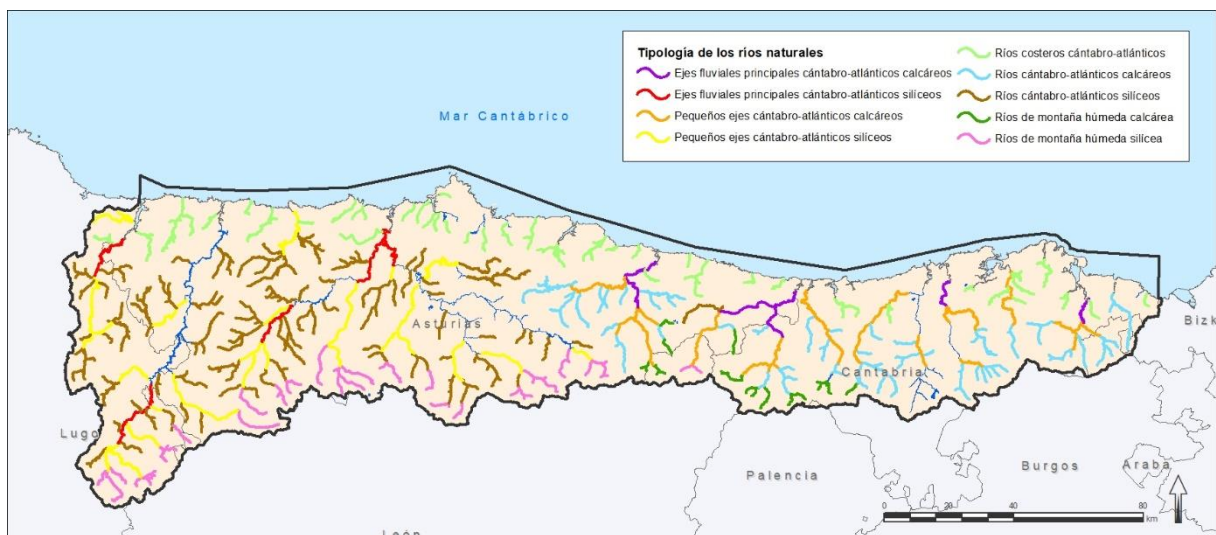 Tipología de los ríos naturales
Ejes fluviales principales cántabro-atlánticos calcáreos
Ejes fluviales principales cántabro-atlánticos silíceos
Pequeños ejes cántabro-atlánticos calcáreos
Pequeños ejes cántabro-atlánticos silíceos
Ríos costeros cántabro-atlánticos
Ríos cántabro-atlánticos calcáreos
Ríos cántabro-atlánticos silíceos
Ríos de montaña húmeda calcárea
Ríos de montaña húmeda silícea
Mar Cantábrico
Bizk
Asturias
Cantabria
Lugo
Palencia
Burgos
Araba
León
0 20 40 80
km